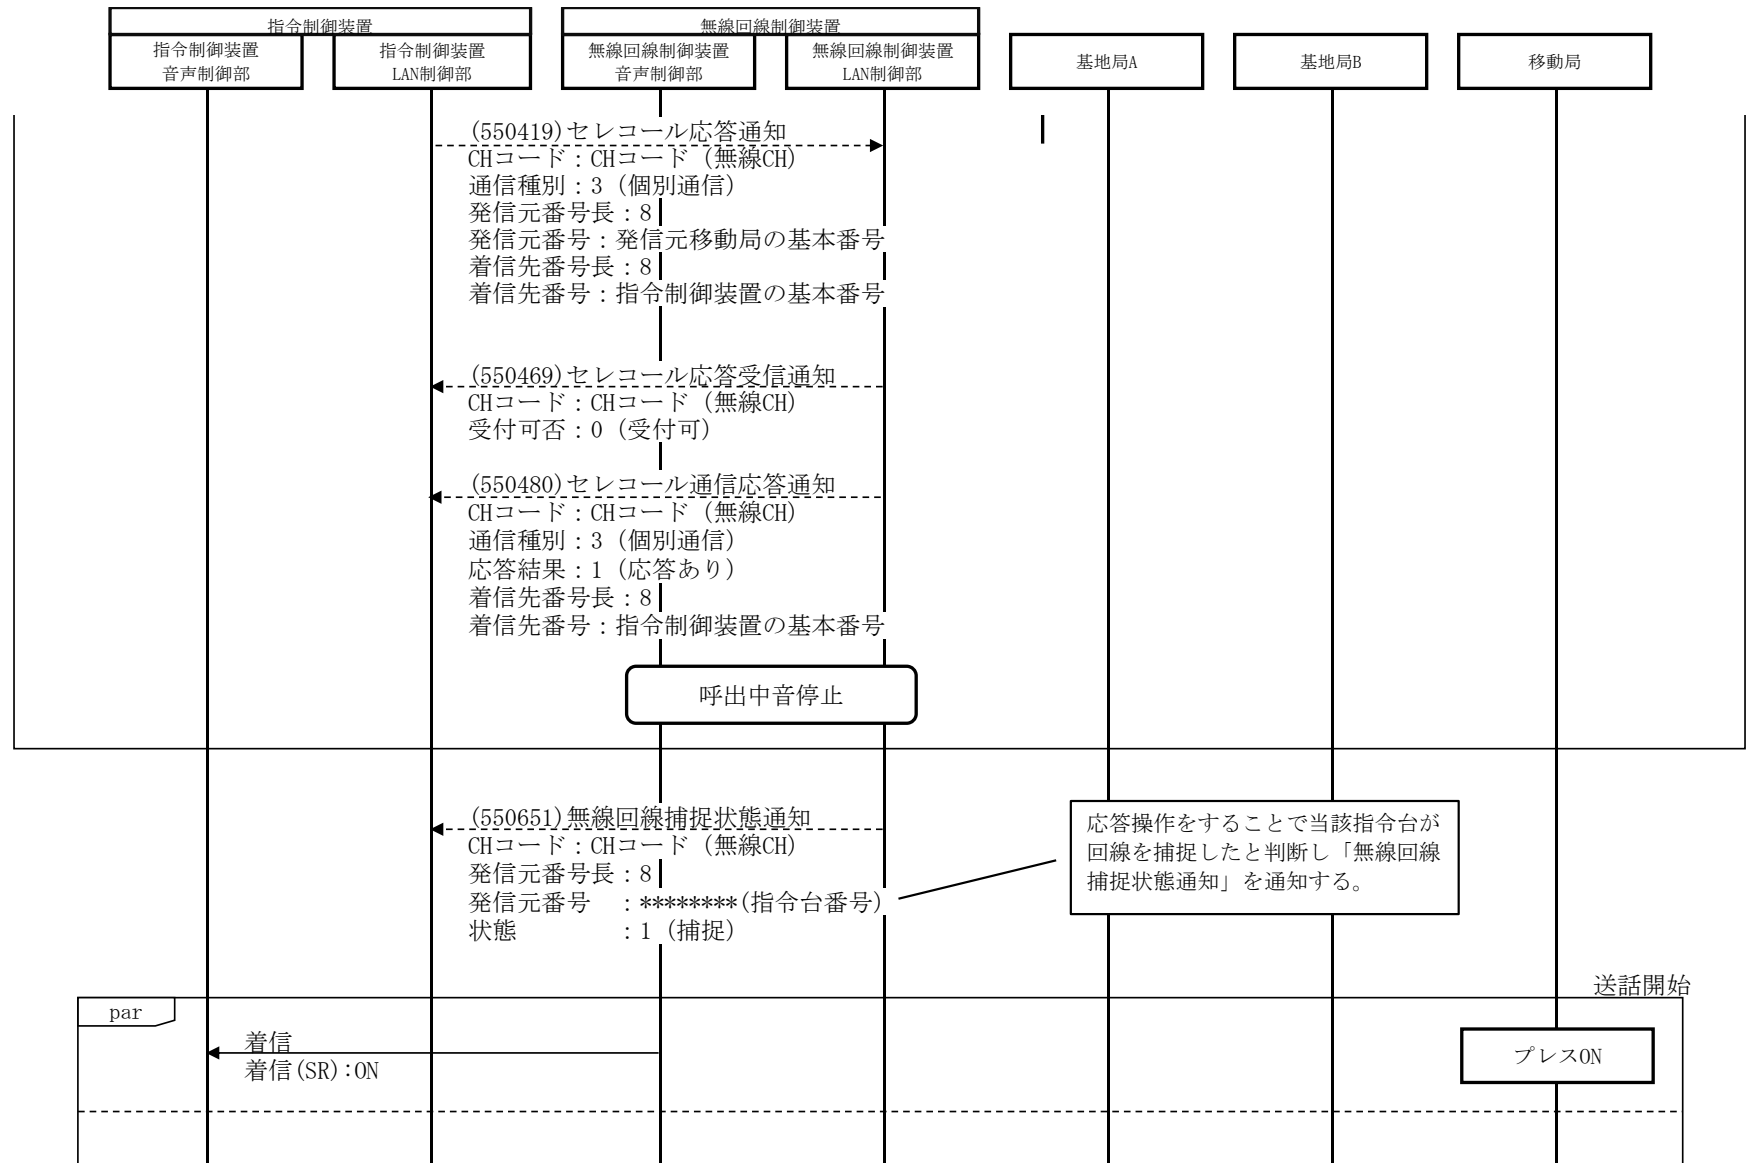 指令制御装置
無線回線制御装置
指令制御装置
音声制御部
指令制御装置
LAN制御部
無線回線制御装置
音声制御部
無線回線制御装置
LAN制御部
基地局A
基地局B
移動局
(550419)セレコール応答通知
CHコード：CHコード（無線CH）
通信種別：3（個別通信）
発信元番号長：8
発信元番号：発信元移動局の基本番号
着信先番号長：8
着信先番号：指令制御装置の基本番号
(550469)セレコール応答受信通知
CHコード：CHコード（無線CH）
受付可否：0（受付可）
(550480)セレコール通信応答通知
CHコード：CHコード（無線CH）
通信種別：3（個別通信）
応答結果：1（応答あり）
着信先番号長：8
着信先番号：指令制御装置の基本番号
呼出中音停止
(550651)無線回線捕捉状態通知
CHコード：CHコード（無線CH）
発信元番号長：8
発信元番号　：********(指令台番号)
状態　　　　：1（捕捉）
応答操作をすることで当該指令台が
回線を捕捉したと判断し「無線回線
捕捉状態通知」を通知する。
送話開始
par
着信
着信(SR):ON
プレスON